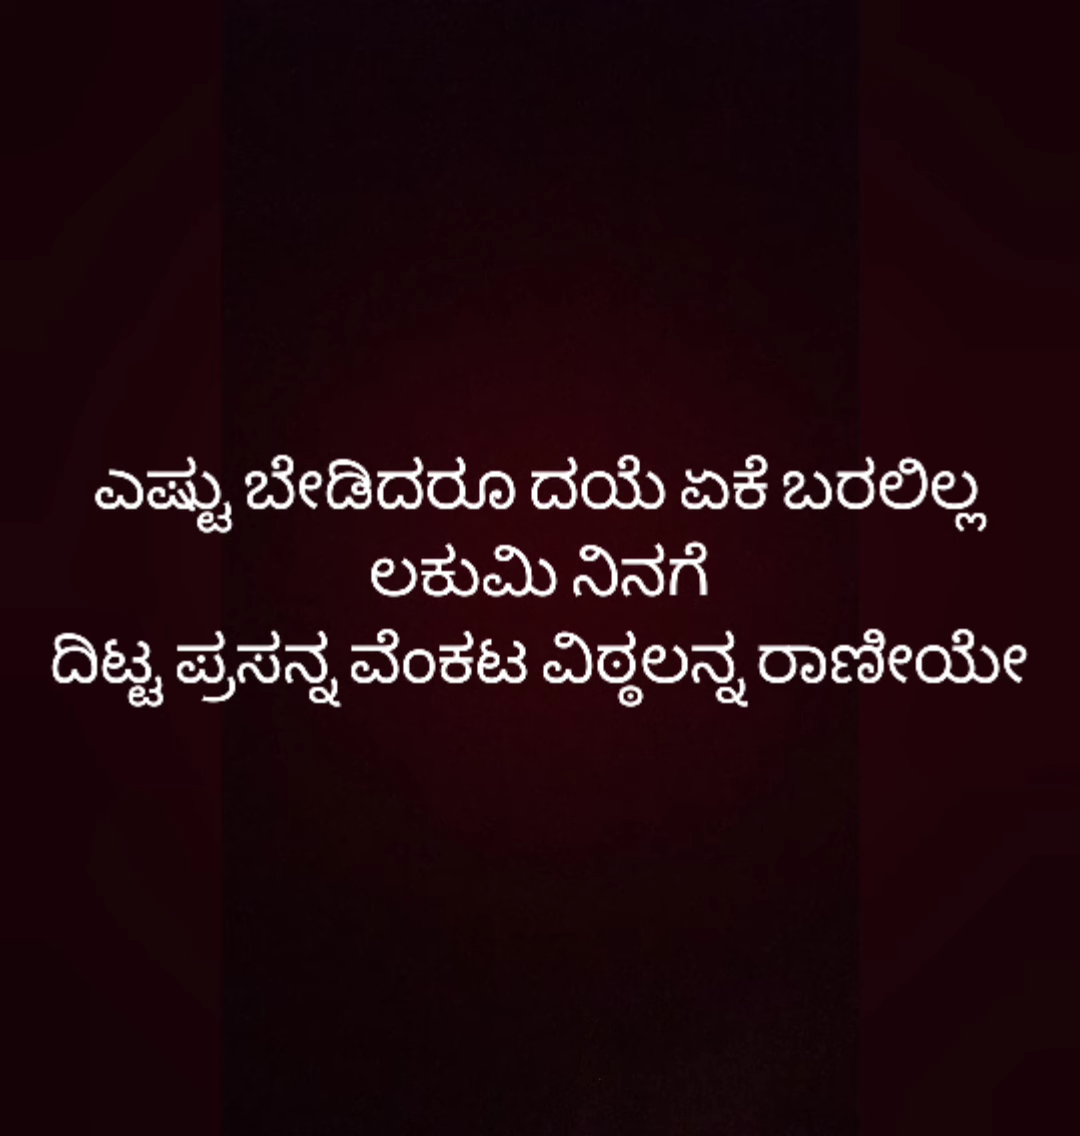 ಎಷ್ಟು ಬೇಡಿದರೂ ದಯೆ ಏಕೆ ಬರಲಿಲ್ಲ
ಲಕುಮಿ ನಿನಗೆ
ದಿಟ್ಟ ಪ್ರಸನ್ನ ವೆಂಕಟ ವಿಠ್ಠಲನ್ನ ರಾಣೀಯೇ